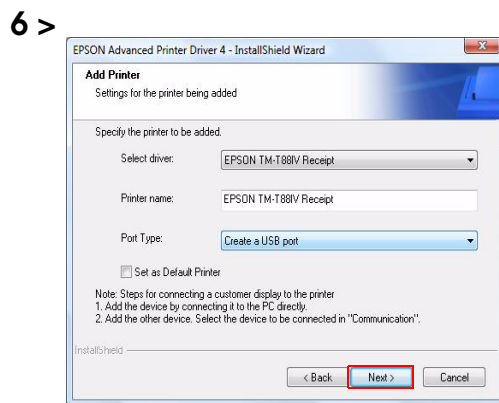 6 >
EPSON Advanced Printer Driver 4 - InstallShield Wizard
Add Printer
Settings for the printer being added
Specify the printer to be added.
Select driver: EPSON TM-T88IV Receipt
Printer name: EPSON TM-T88IV Receipt
Port Type: Create a USB port
Set as Default Printer
Note: Steps for connecting a customer display to the printer
1. Add the device by connecting it to the PC directly.
2. Add the other device. Select the device to be connected in "Communication".
InstallShield
< Back Next > Cancel